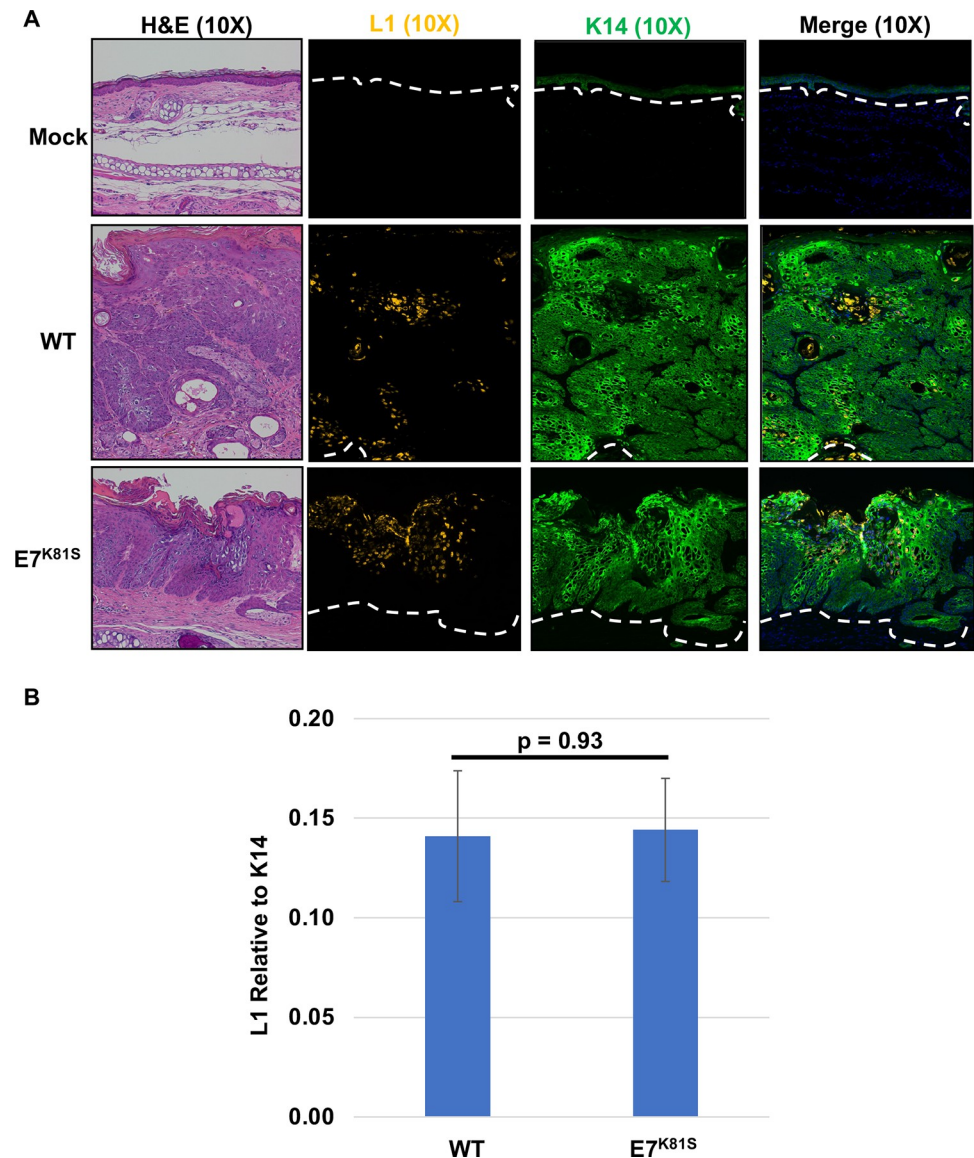 A
H&E (10X) L1 (10X) K14 (10X) Merge (10X)
Mock
WT
E7K81S
B
0.20
p = 0.93
0.15
0.10
0.05
0.00
L1 Relative to K14
WT E7K81S